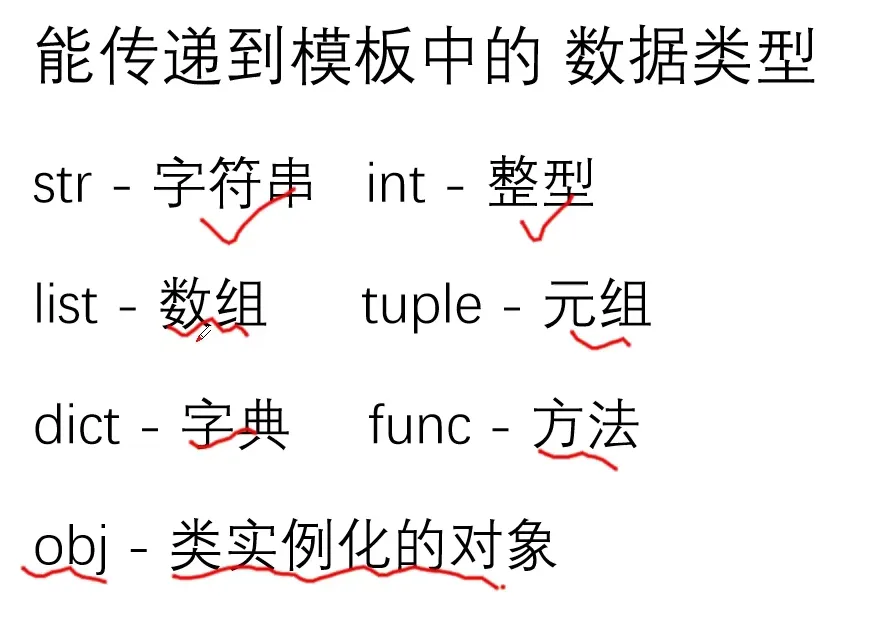 能传递到模板中的 数据类型
str - 字符串 int - 整型
list - 数组 tuple - 元组
dict - 字典 func - 方法
obj - 类实例化的对象